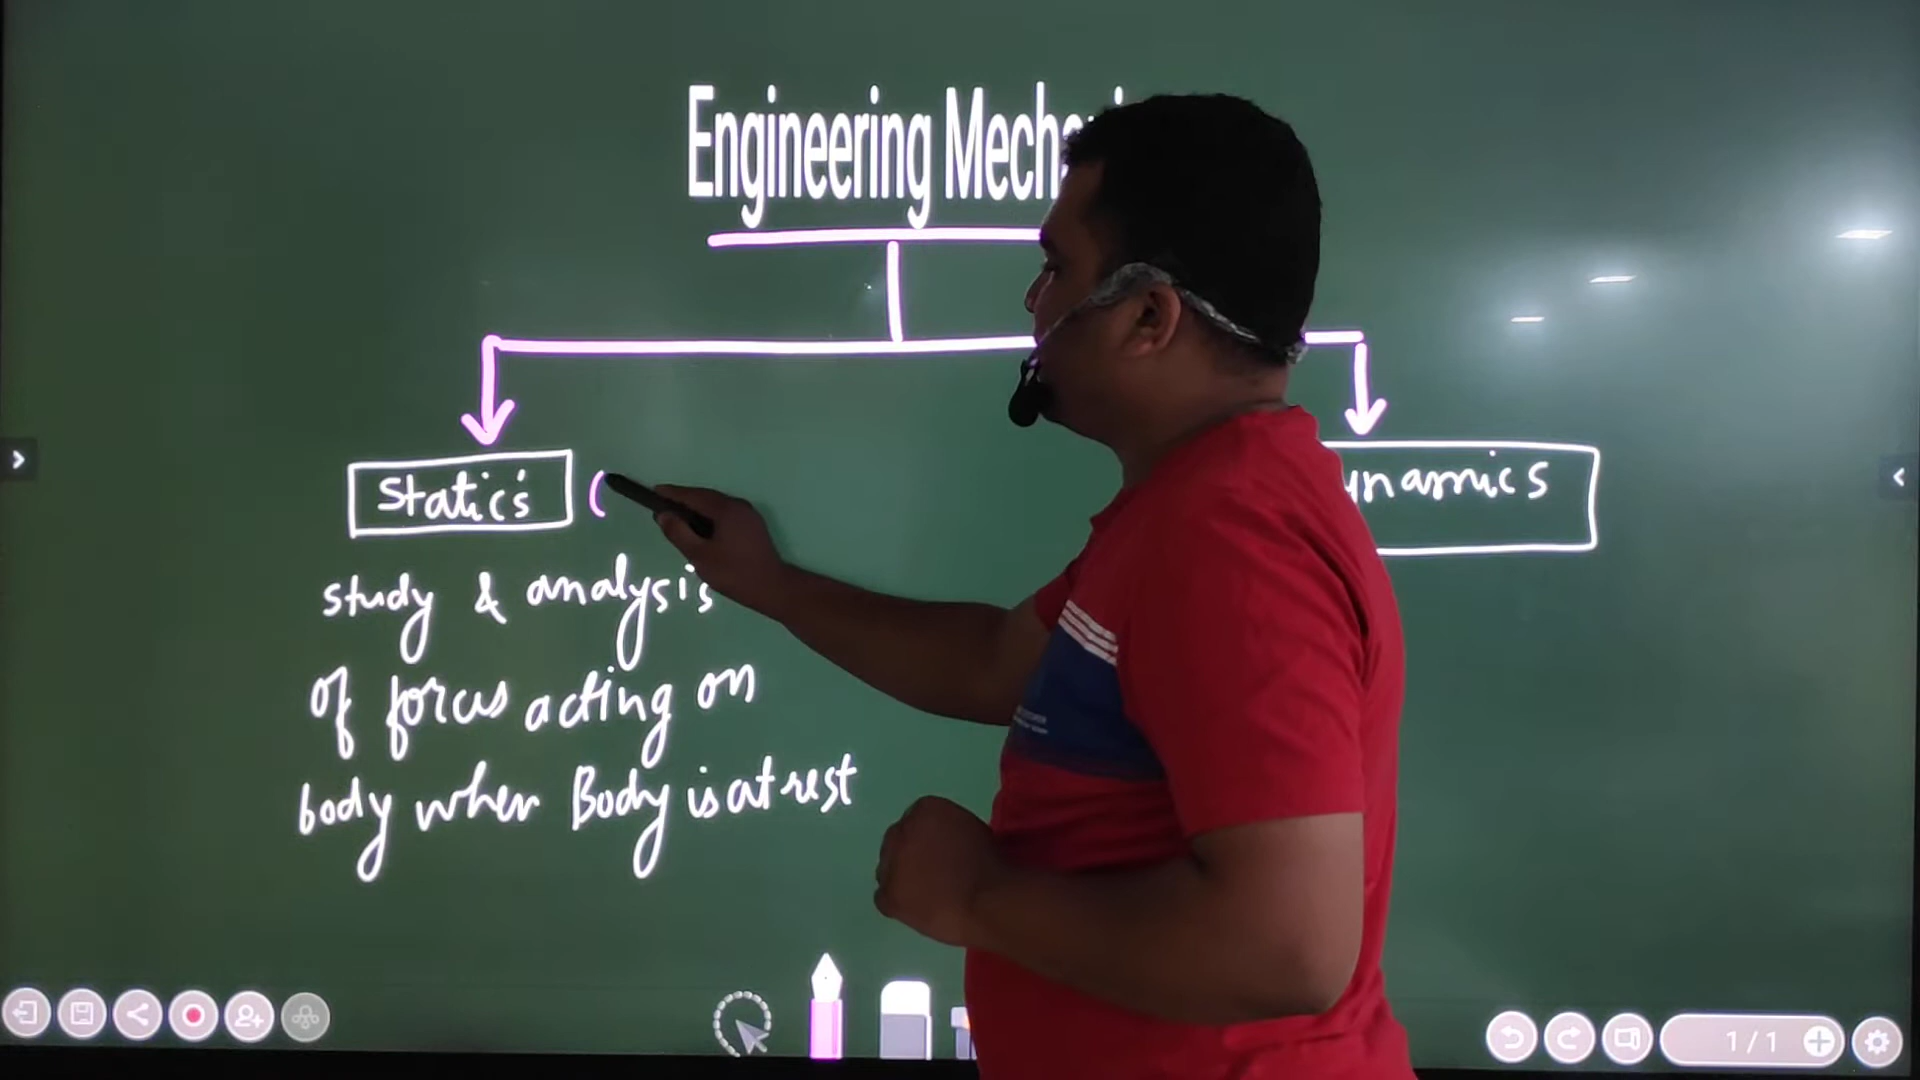 Engineering Mecha
Statics
ynamics
study & analysis
of forces acting on
body when Body is at rest
1/1